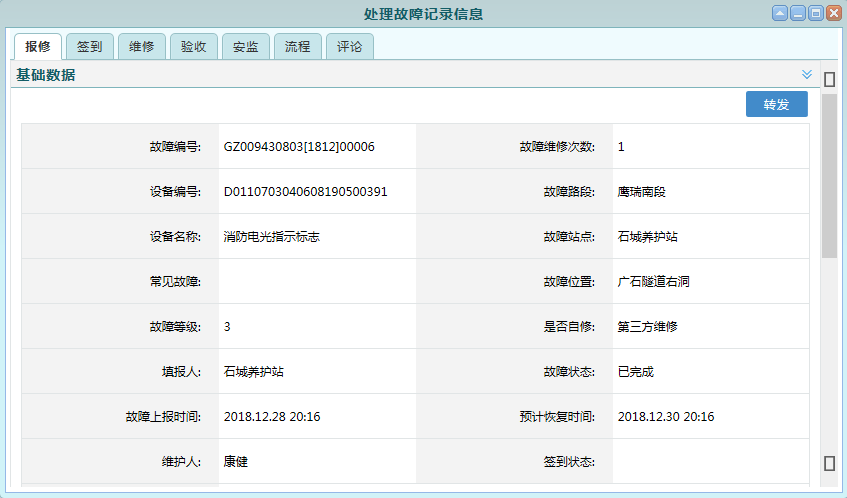 处理故障记录信息
报修 签到 维修 验收 安监 流程 评论
基础数据
转发
故障编号: GZ009430803[1812]00006 故障维修次数: 1
设备编号: D0110703040608190500391 故障路段: 鹰瑞南段
设备名称: 消防电光指示标志 故障站点: 石城养护站
常见故障: 故障位置: 广石隧道右洞
故障等级: 3 是否自修: 第三方维修
填报人: 石城养护站 故障状态: 已完成
故障上报时间: 2018.12.28 20:16 预计恢复时间: 2018.12.30 20:16
维护人: 康健 签到状态: